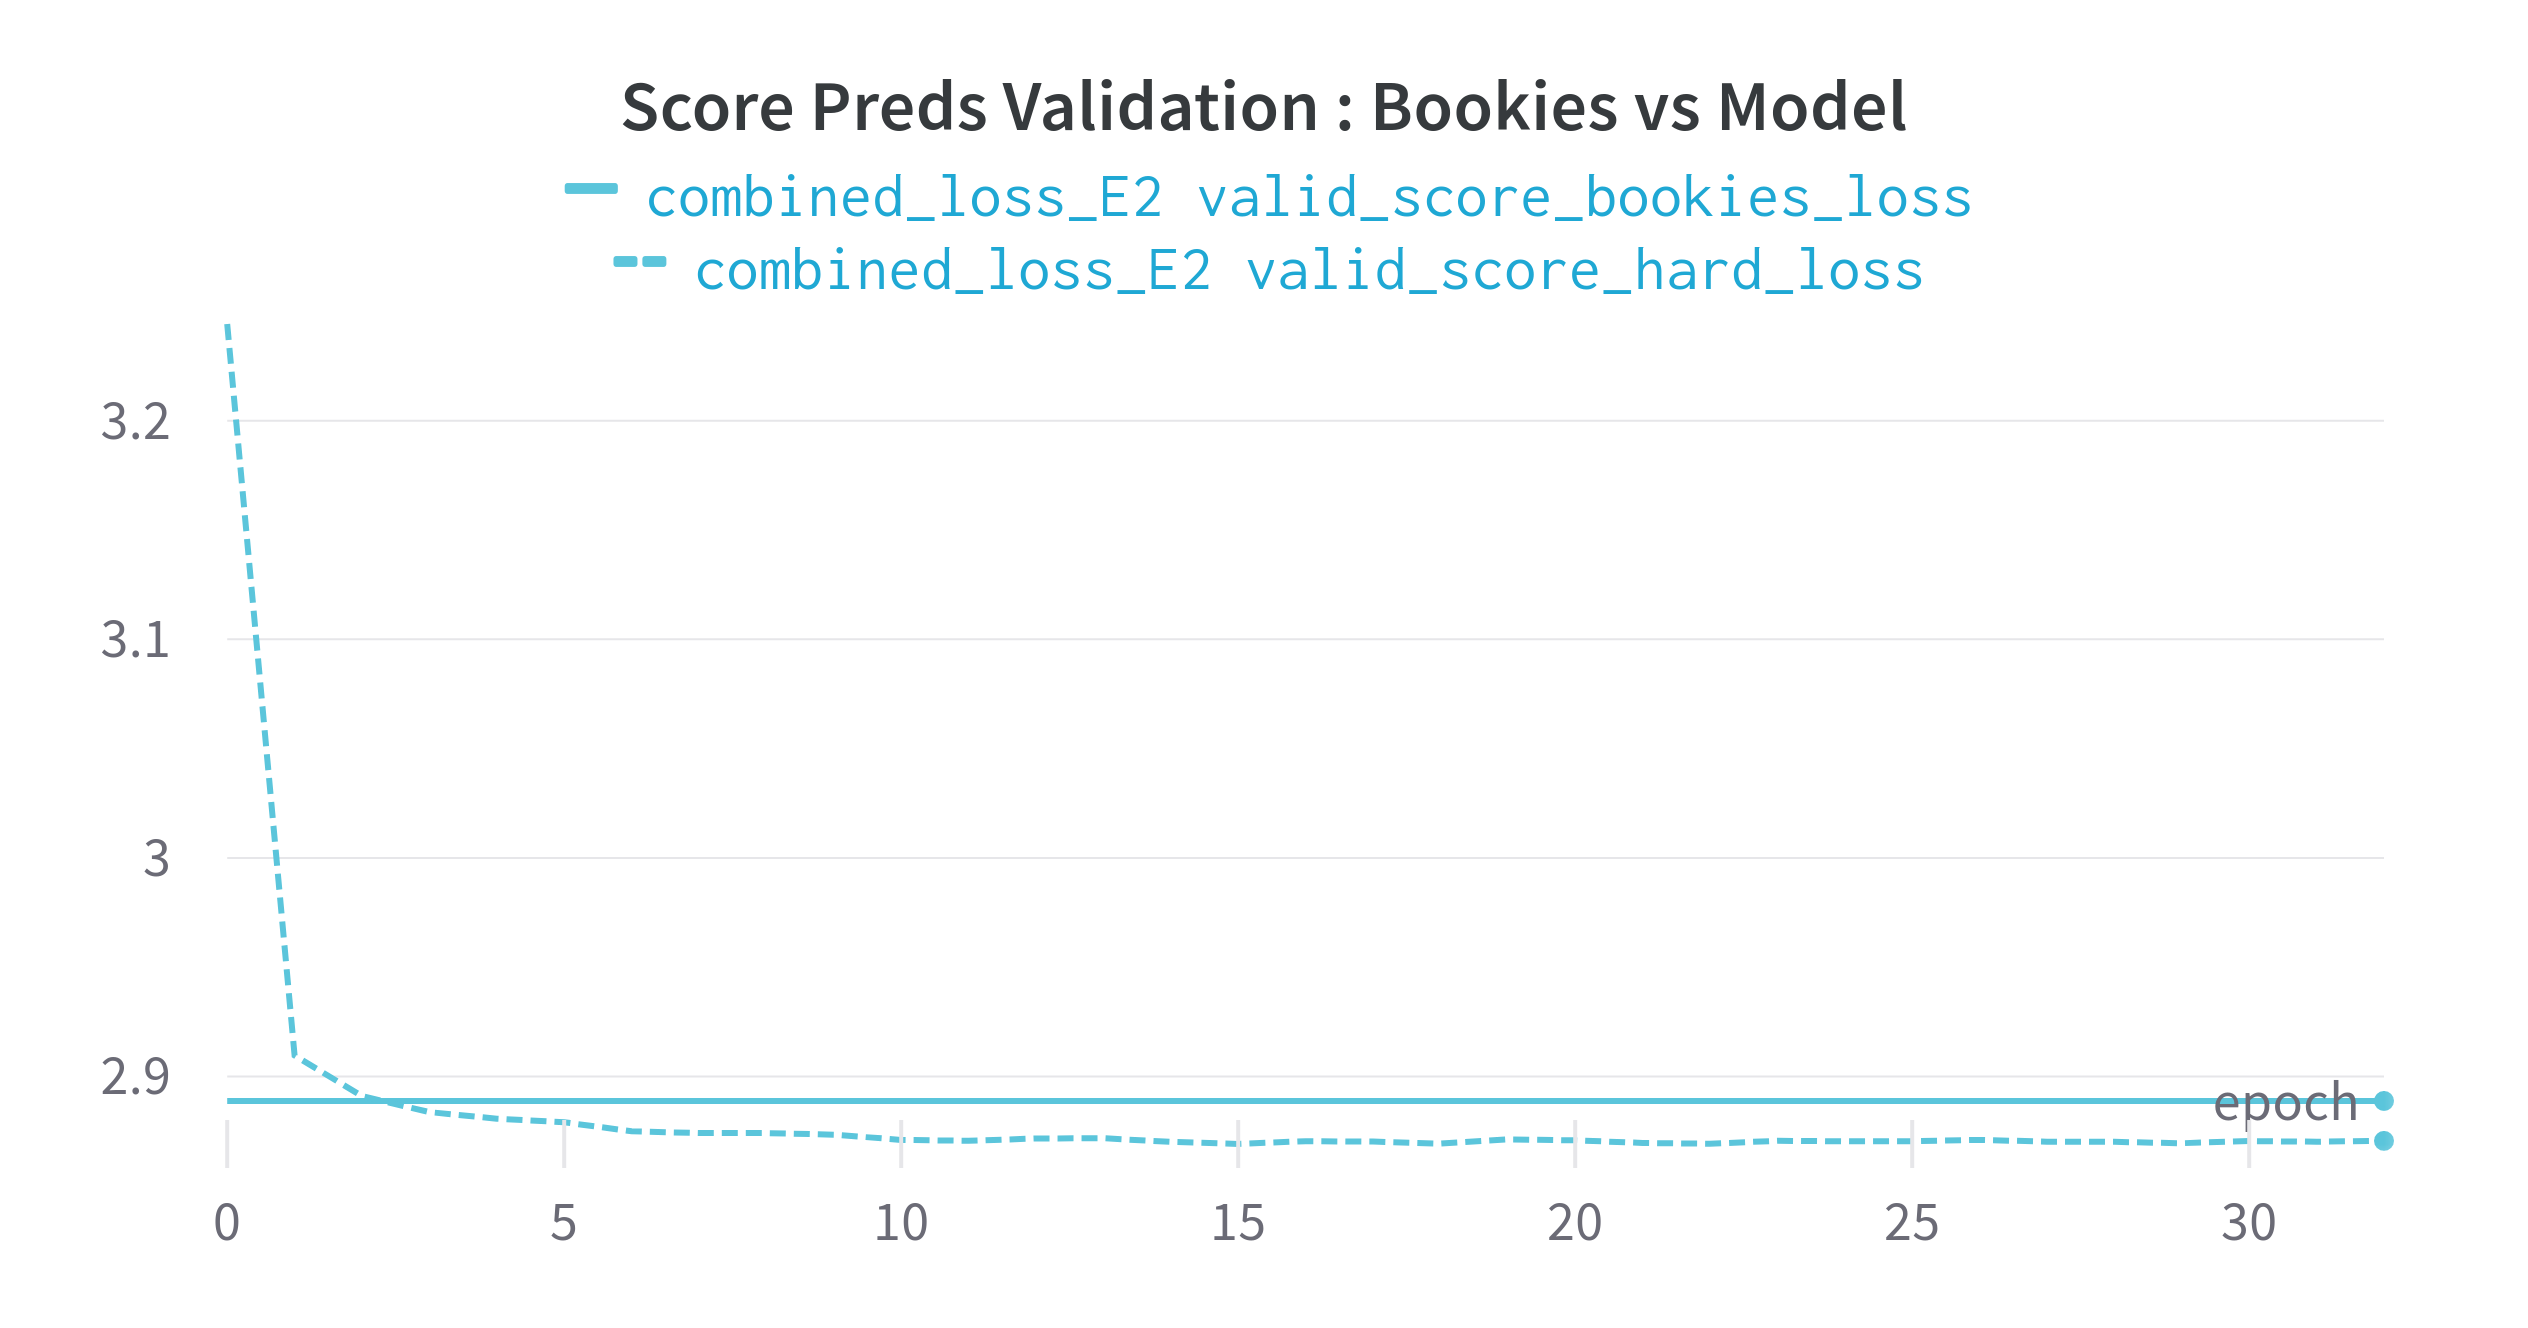 Score Preds Validation : Bookies vs Model
combined_loss_E2 valid_score_bookies_loss
combined_loss_E2 valid_score_hard_loss
3.2
3.1
3
2.9
epoch
0 5 10 15 20 25 30